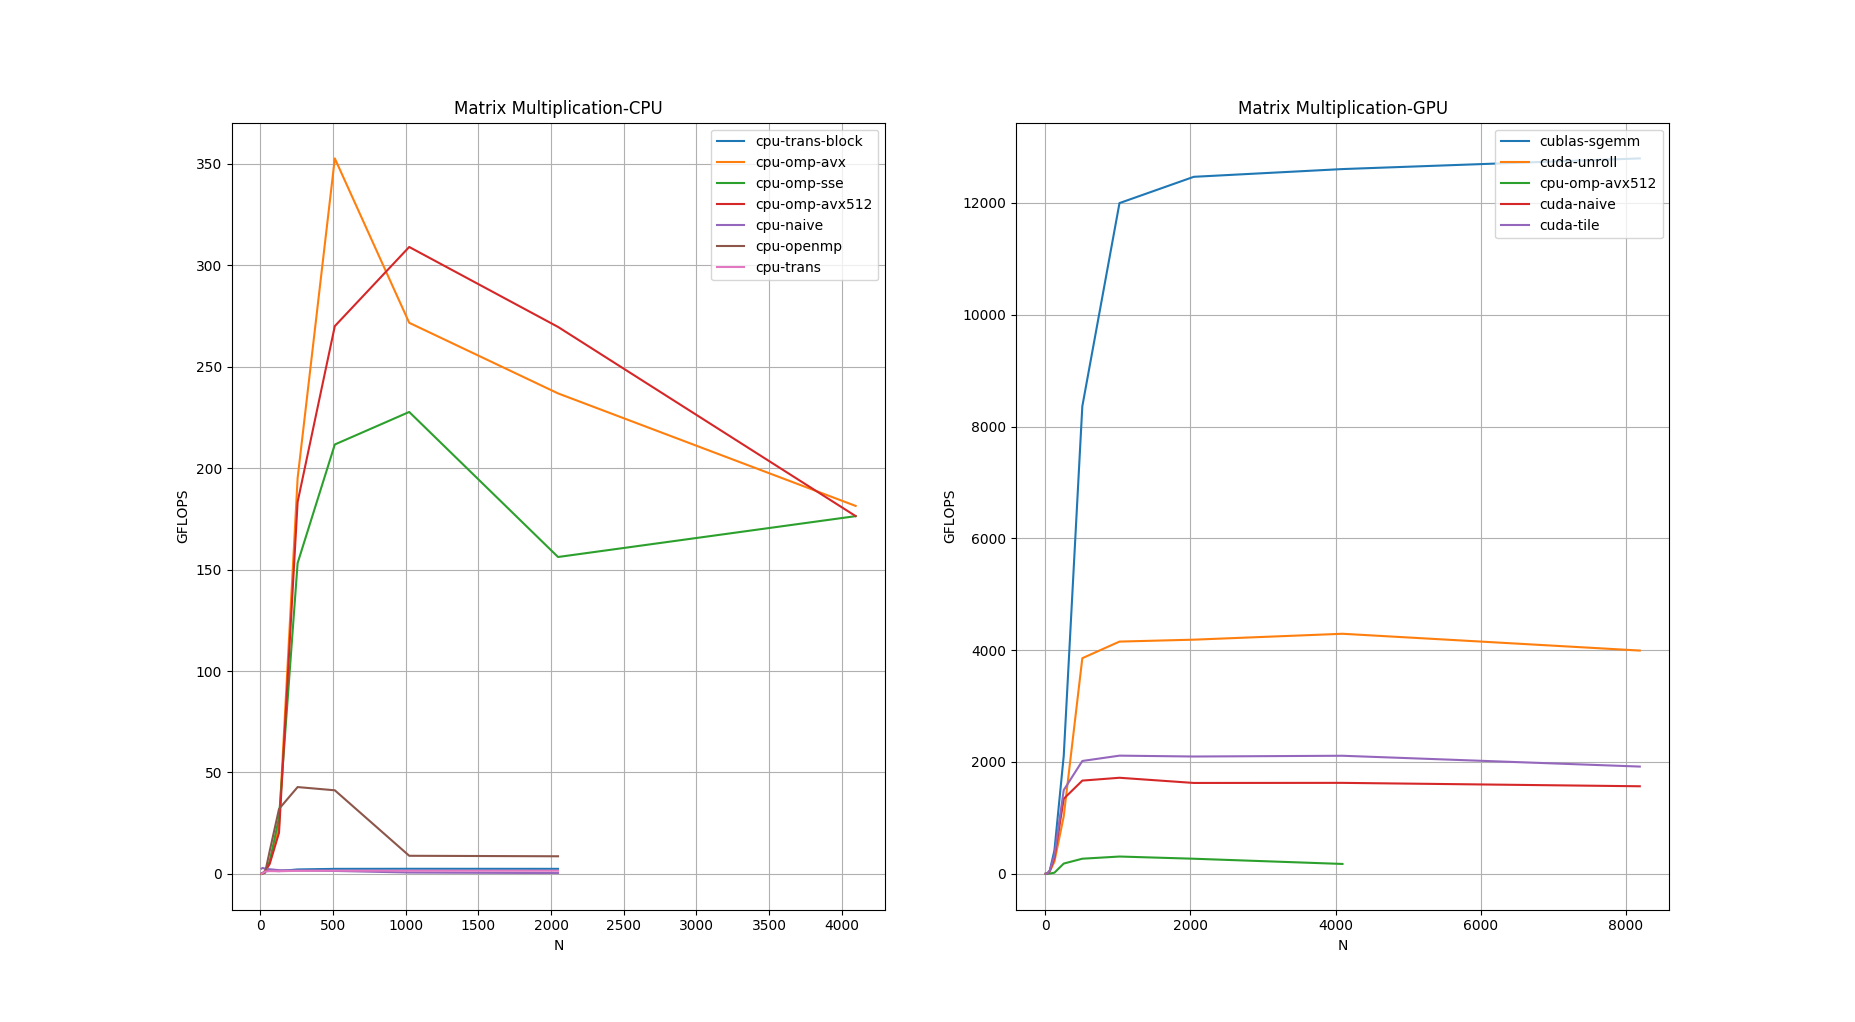 Matrix Multiplication-CPU
GFLOPS
350
300
250
200
150
100
50
0
0 500 1000 1500 2000 2500 3000 3500 4000
N
cpu-trans-block
cpu-omp-avx
cpu-omp-sse
cpu-omp-avx512
cpu-naive
cpu-openmp
cpu-trans
Matrix Multiplication-GPU
GFLOPS
12000
10000
8000
6000
4000
2000
0
0 2000 4000 6000 8000
N
cublas-sgemm
cuda-unroll
cpu-omp-avx512
cuda-naive
cuda-tile